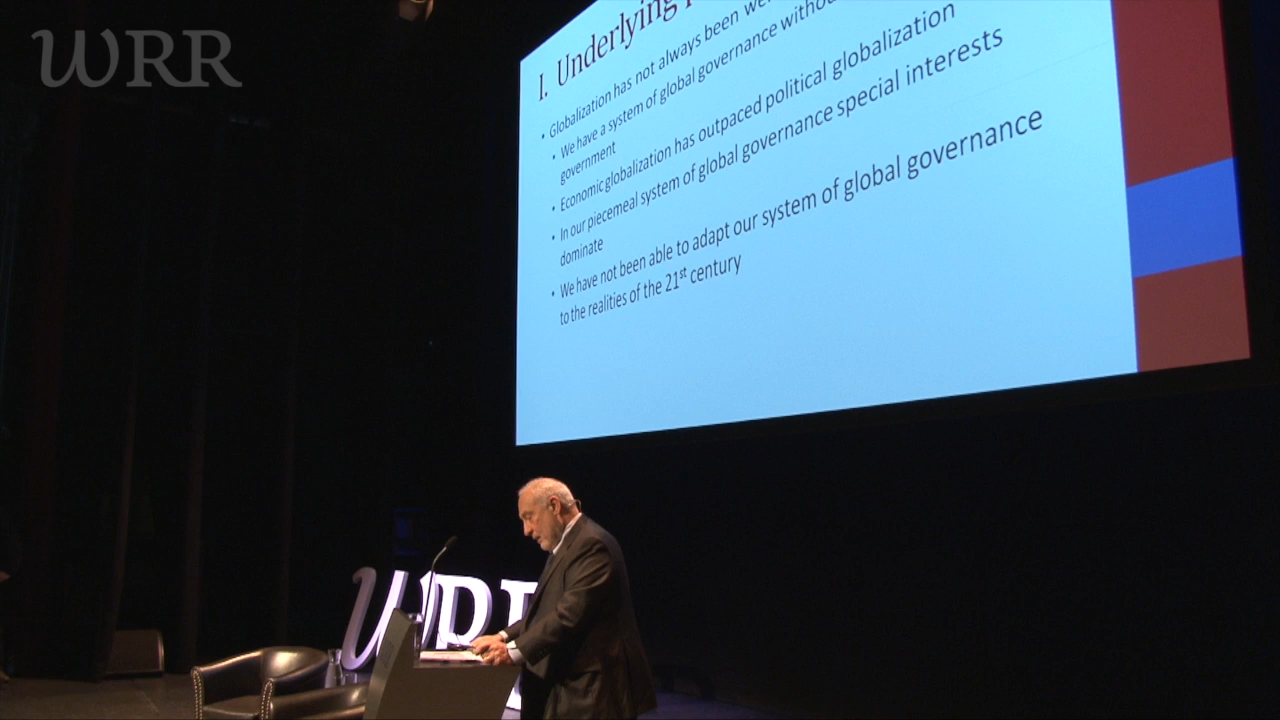 WRR
I. Underlying
• Globalization has not always been
• We have a system of global governance without
government
• Economic globalization has outpaced political globalization
• In our piecemeal system of global governance special interests
dominate
• We have not been able to adapt our system of global governance
to the realities of the 21st century
WRR